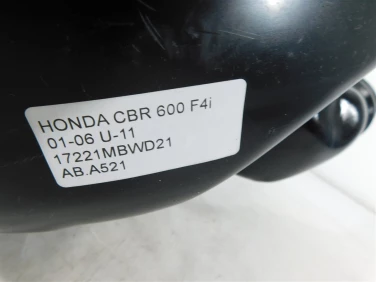 HONDA CBR 600 F4i
01-06 U-11
17221MBWD21
AB.A521